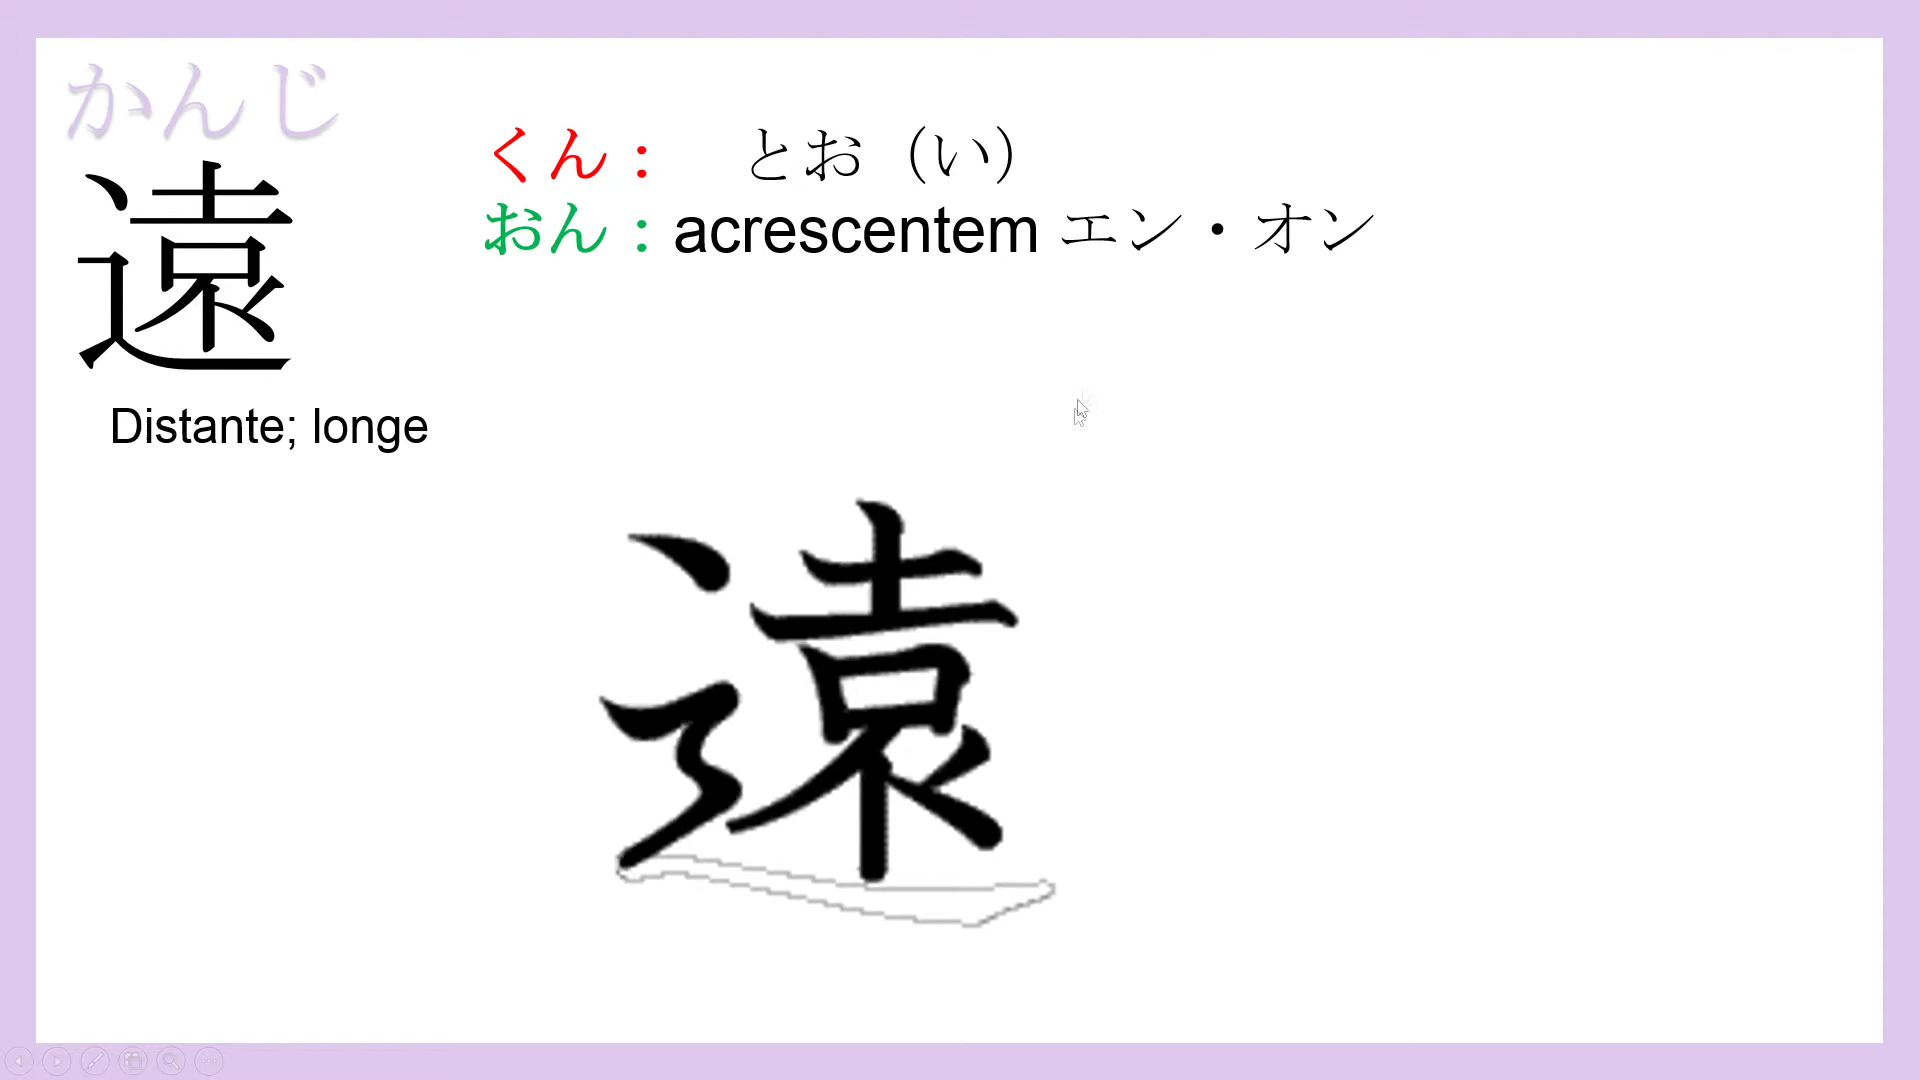 かんじ
遠
Distante; longe
くん： とお（い）
おん：acrescentem エン・オン
遠